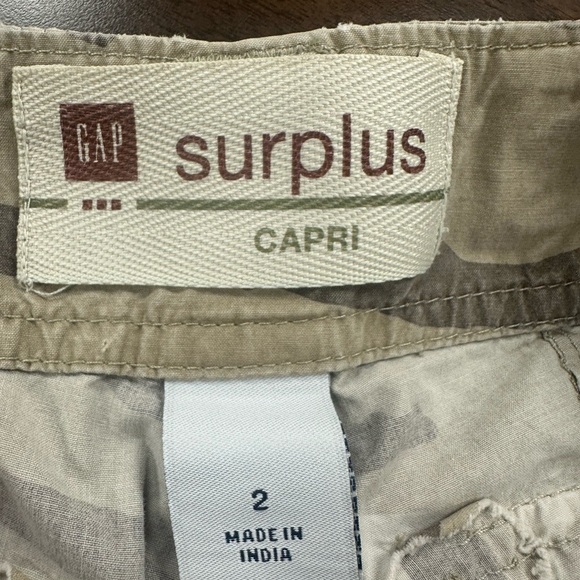 GAP surplus
CAPRI
2
MADE IN
INDIA